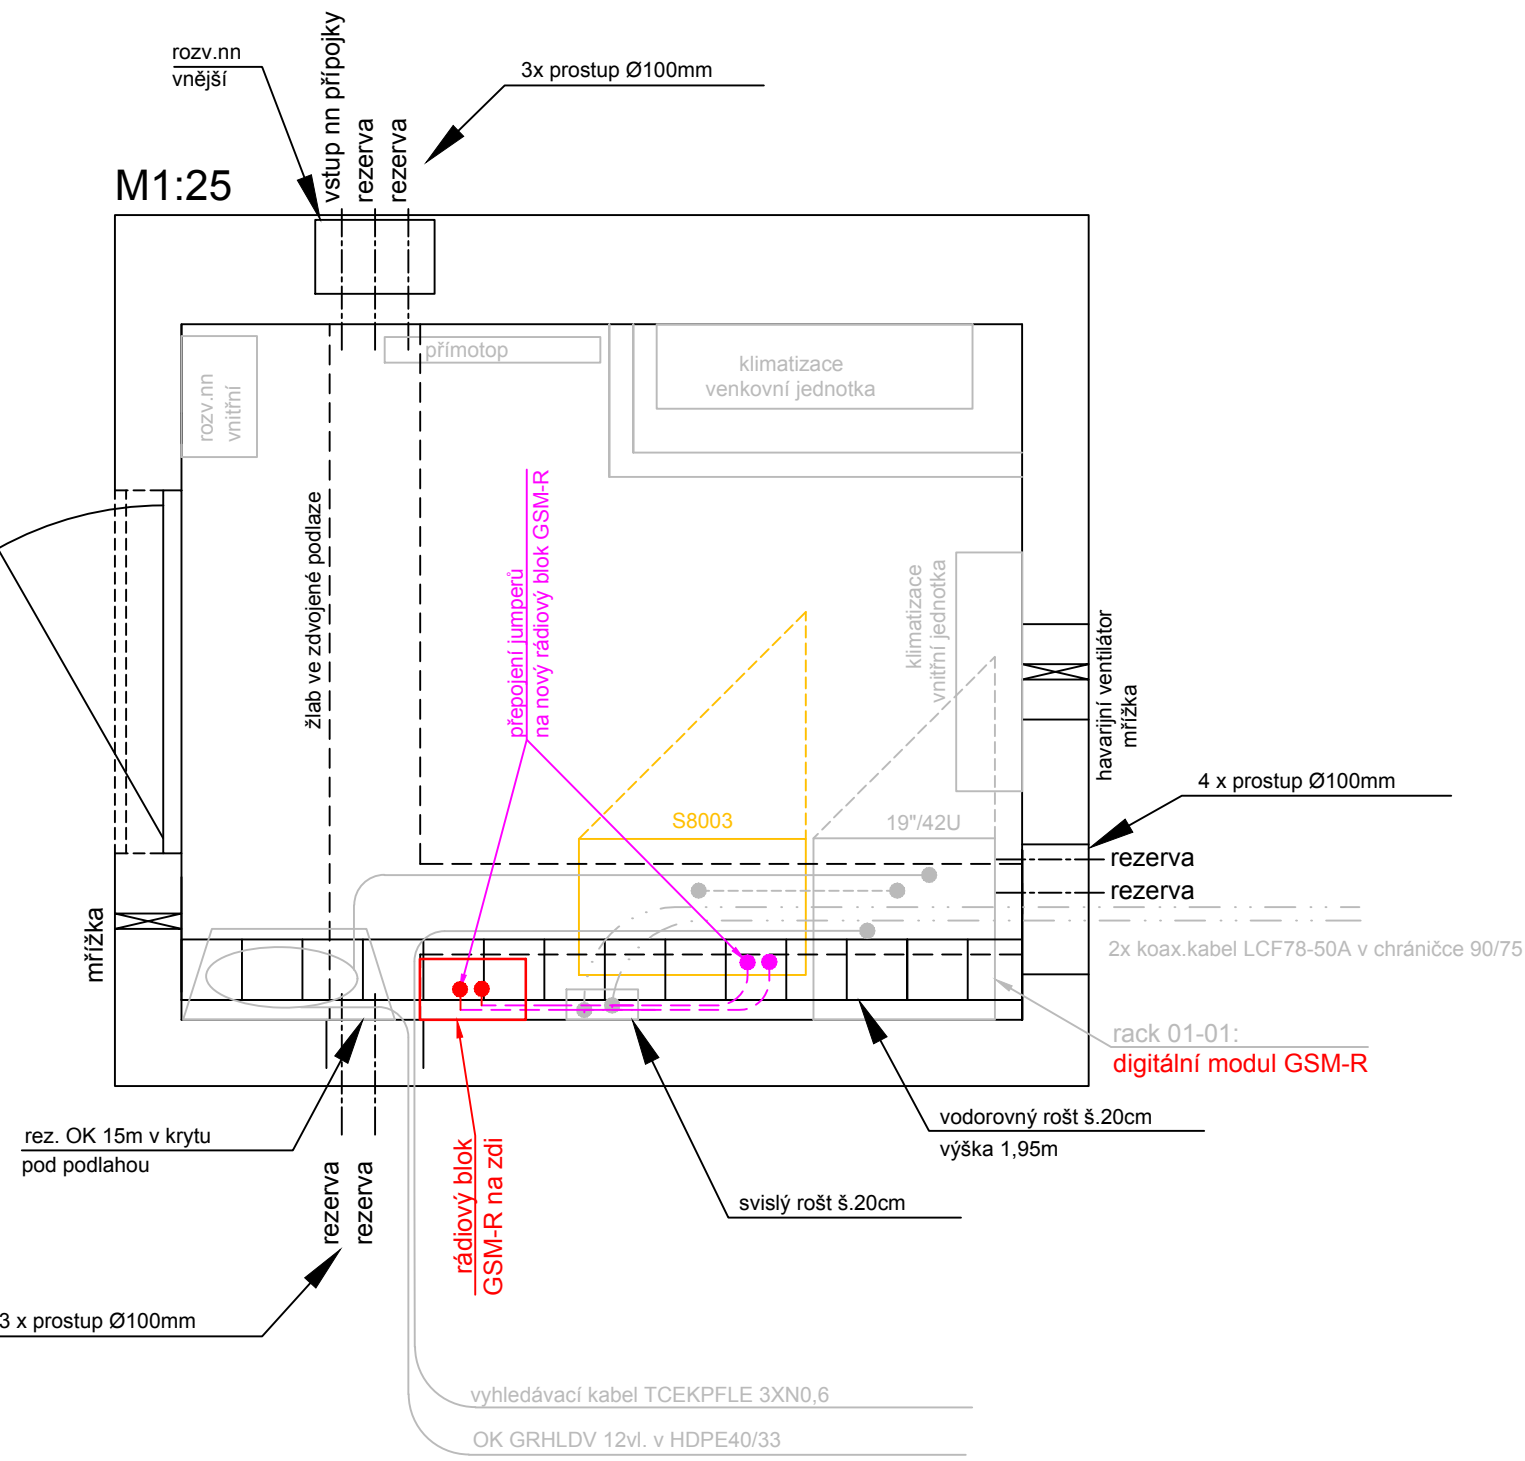 rozv.nn
vnější
vstup nn přípojky
rezerva
rezerva
3x prostup Ø100mm
M1:25
rozv.nn
vnitřní
přímotop
klimatizace
venkovní jednotka
žlab ve zdvojené podlaze
přepojení jumperů
na nový rádiový blok GSM-R
klimatizace
vnitřní jednotka
havarijní ventilátor
mřížka
S8003
19"/42U
4 x prostup Ø100mm
rezerva
rezerva
mřížka
2x koax.kabel LCF78-50A v chráničce 90/75
rack 01-01:
digitální modul GSM-R
rez. OK 15m v krytu
pod podlahou
rezerva
rezerva
rádiový blok
GSM-R na zdi
vodorovný rošt š.20cm
výška 1,95m
svislý rošt š.20cm
3 x prostup Ø100mm
vyhledávací kabel TCEKPFLE 3XN0,6
OK GRHLDV 12vl. v HDPE40/33